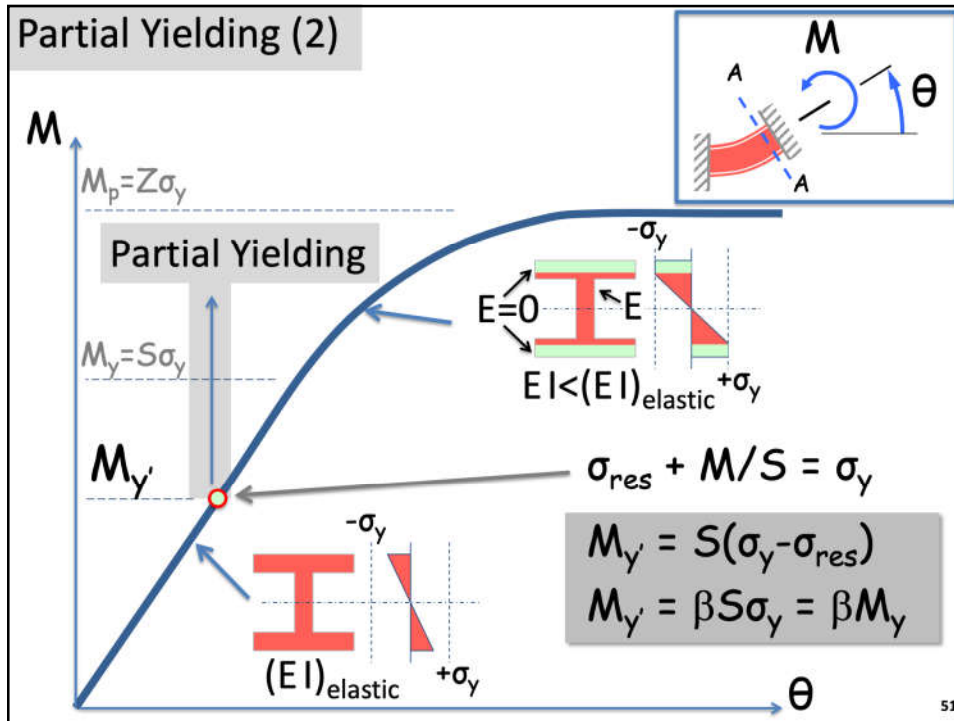 Partial Yielding (2)
M
A
θ
A
M
Mp=Zσy
Partial Yielding
-σy
E=0
E
My=Sσy
EI<(EI)elastic
+σy
My'
σres + M/S = σy
-σy
My' = S(σy-σres)
My' = βSσy = βMy
(EI)elastic
+σy
θ
51